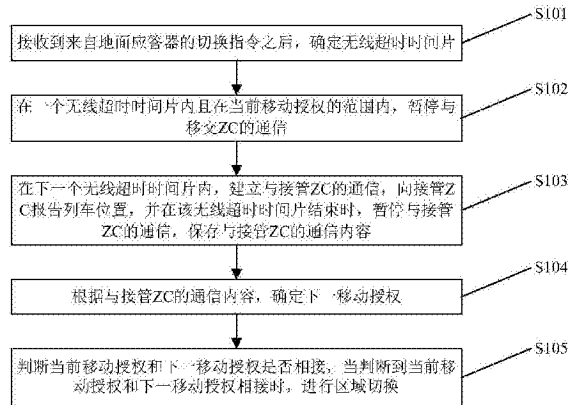 S101
接收到来自地面应答器的切换指令之后，确定无线超时时间片
S102
在一个无线超时时间片内且在当前移动授权的范围内，暂停与
移交ZC的通信
S103
在下一个无线超时时间片内，建立与接管ZC的通信，向接管Z
C报告列车位置，并在该无线超时时间片结束时，暂停与接管
ZC的通信，保存与接管ZC的通信内容
S104
根据与接管ZC的通信内容，确定下一移动授权
S105
判断当前移动授权和下一移动授权是否相接，当判断到当前移
动授权和下一移动授权相接时，进行区域切换